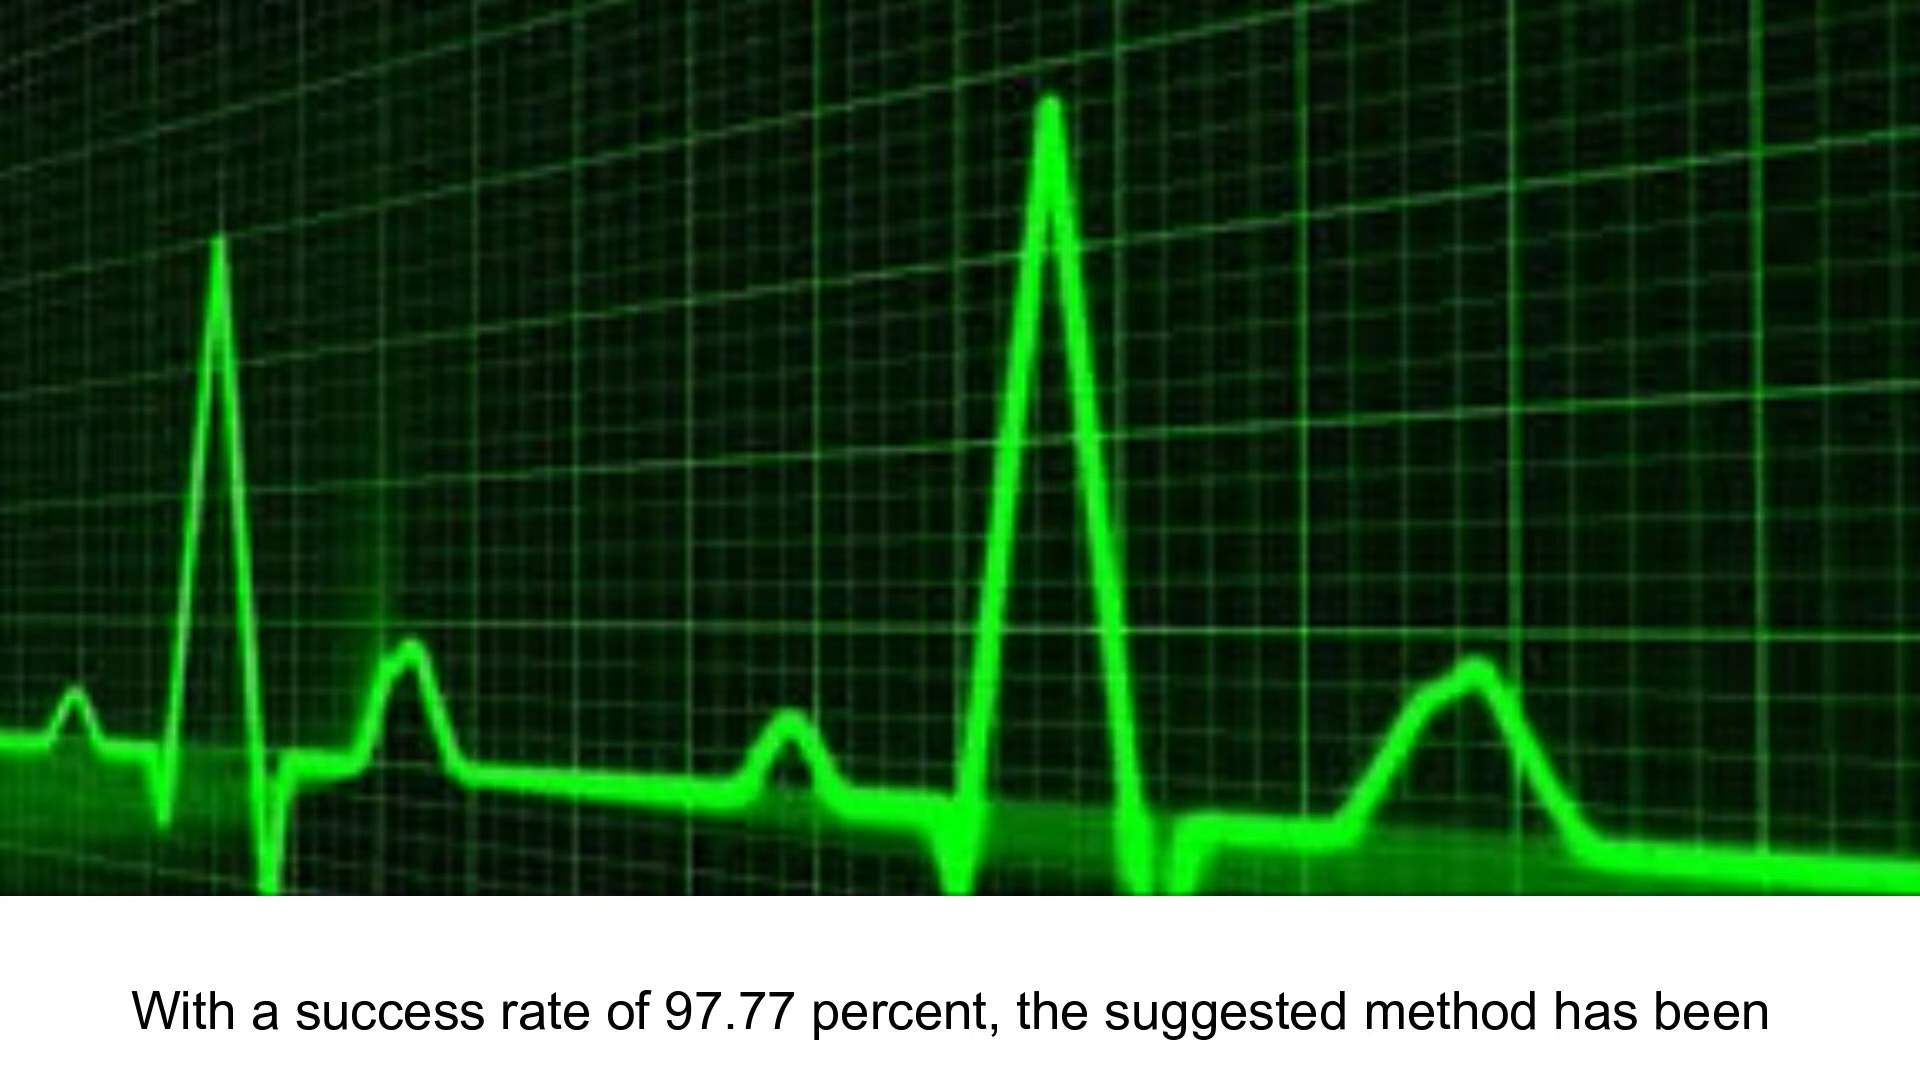 With a success rate of 97.77 percent, the suggested method has been